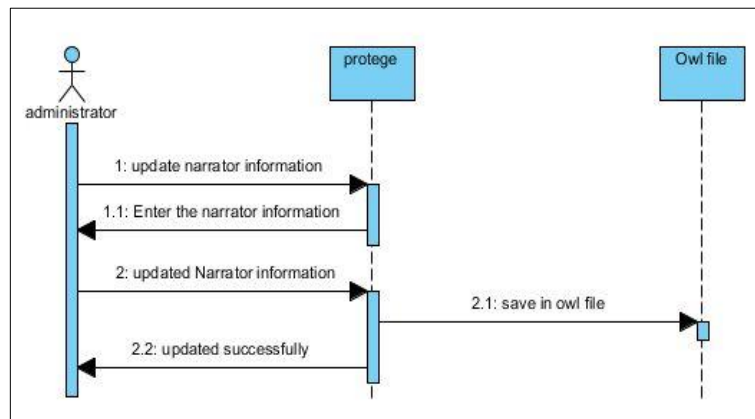 protege
Owl file
administrator
1: update narrator information
1.1: Enter the narrator information
2: updated Narrator information
2.1: save in owl file
2.2: updated successfully